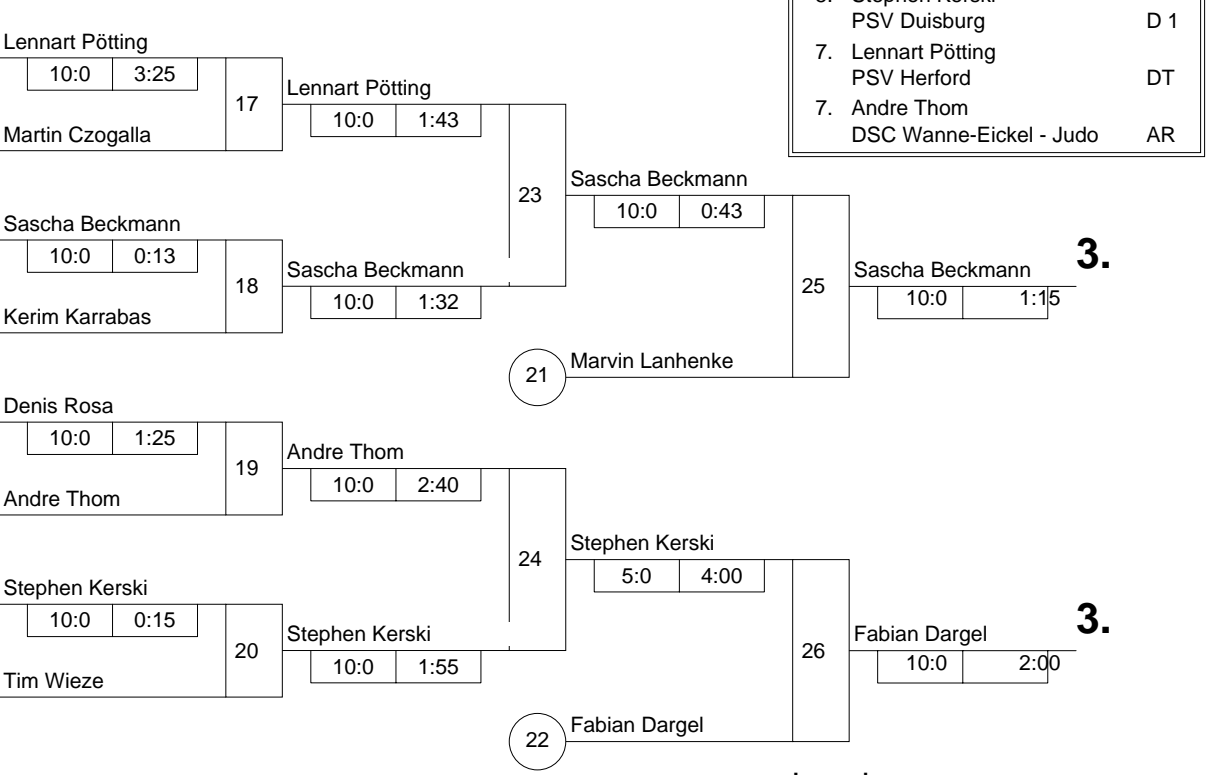 5. Stephen Kerski
PSV Duisburg D 1
7. Lennart Pötting
PSV Herford DT
7. Andre Thom
DSC Wanne-Eickel - Judo AR
Lennart Pötting
10:0 3:25
17
Martin Czogalla
Lennart Pötting
10:0 1:43
Sascha Beckmann
10:0 0:13
18
Kerim Karrabas
Sascha Beckmann
10:0 1:32
23
Sascha Beckmann
10:0 0:43
21
Marvin Lanhenke
25
Sascha Beckmann
3.
10:0 1:15
Denis Rosa
10:0 1:25
19
Andre Thom
Andre Thom
10:0 2:40
Stephen Kerski
10:0 0:15
20
Tim Wieze
Stephen Kerski
10:0 1:55
24
Stephen Kerski
5:0 4:00
22
Fabian Dargel
26
Fabian Dargel
3.
10:0 2:00